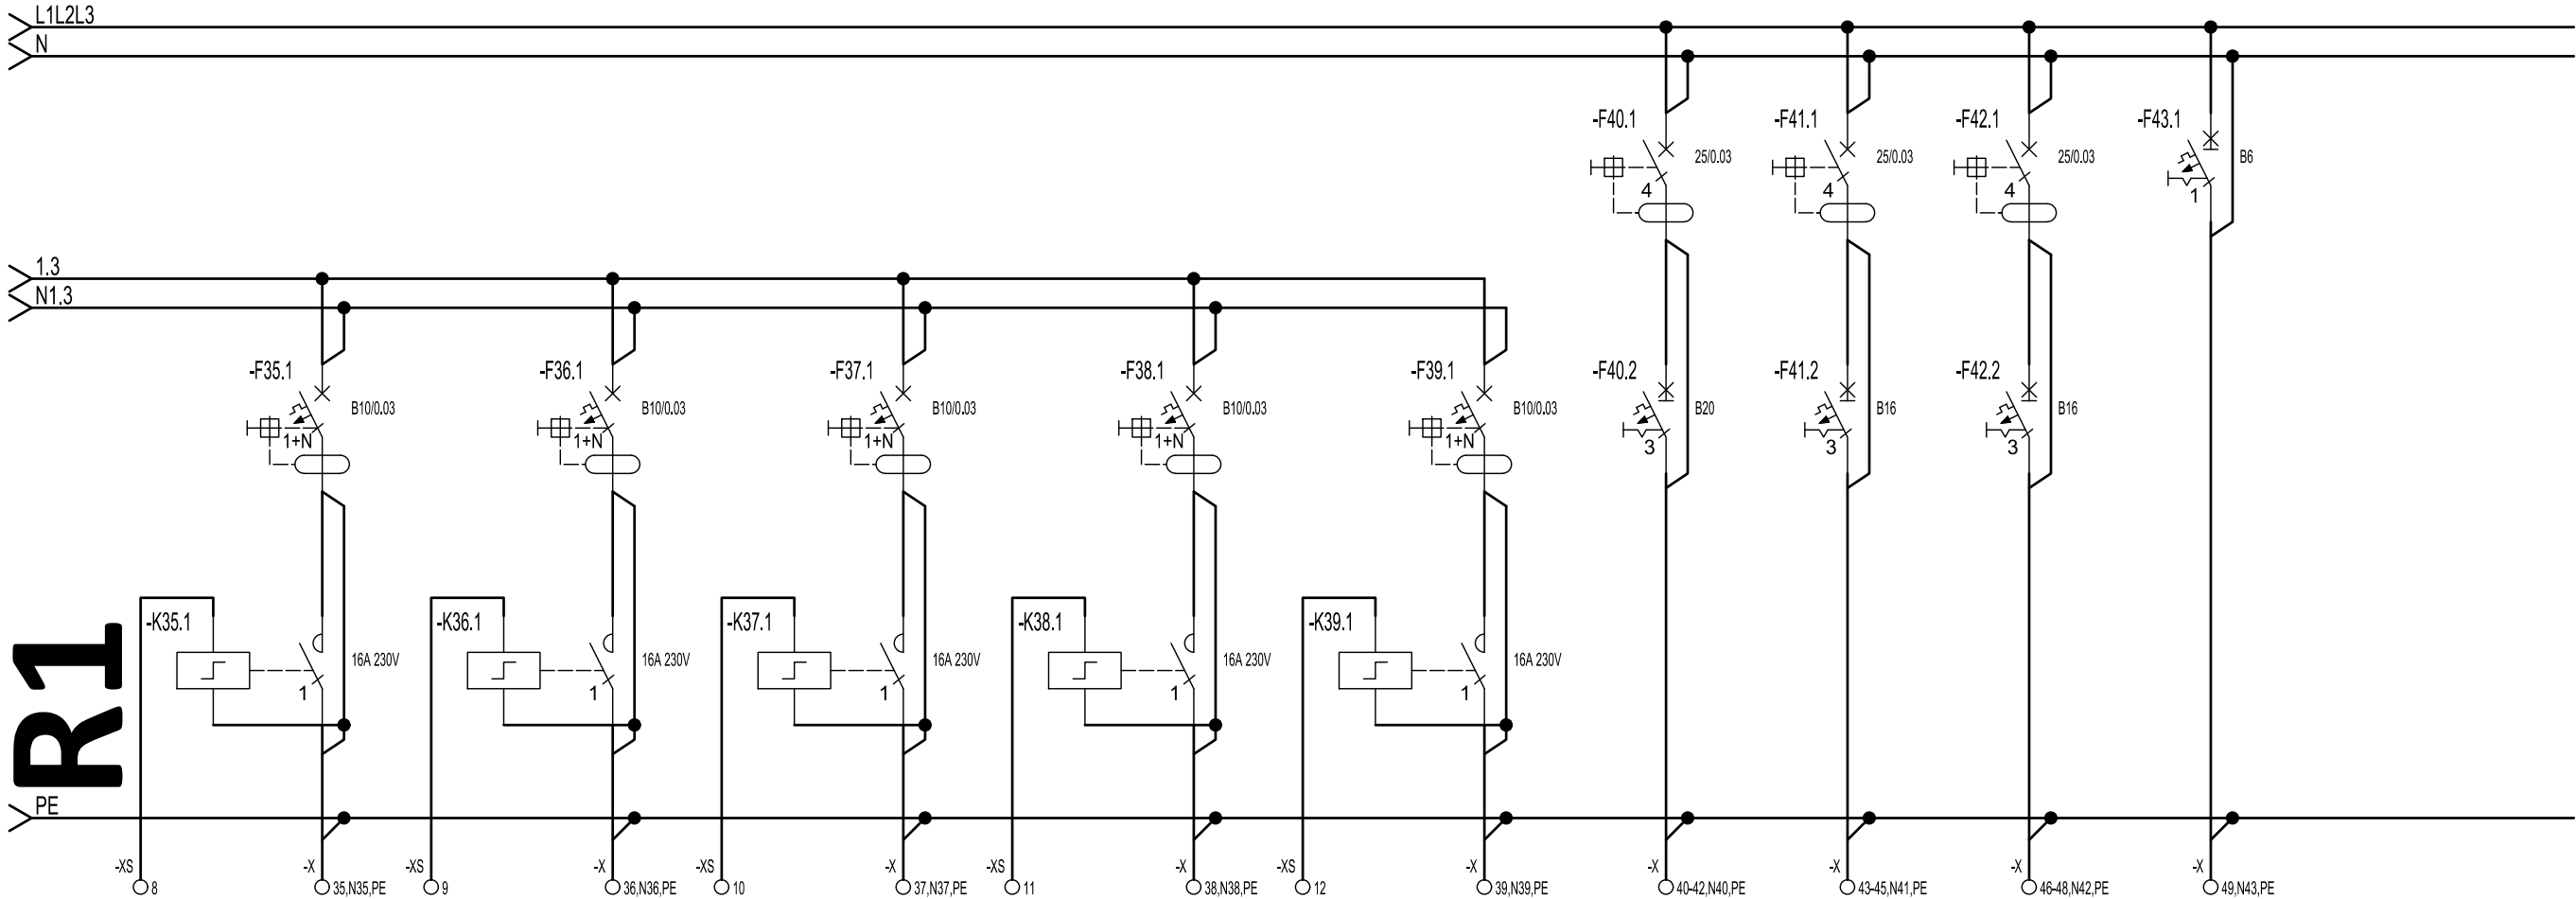 L1L2L3
N
-F40.1
25/0.03
4
-F41.1
25/0.03
4
-F42.1
25/0.03
4
-F43.1
B6
1
1.3
N1.3
-F35.1
B10/0.03
1+N
-F36.1
B10/0.03
1+N
-F37.1
B10/0.03
1+N
-F38.1
B10/0.03
1+N
-F39.1
B10/0.03
1+N
-F40.2
B20
3
-F41.2
B16
3
-F42.2
B16
3
-K35.1
16A 230V
1
-K36.1
16A 230V
1
-K37.1
16A 230V
1
-K38.1
16A 230V
1
-K39.1
16A 230V
1
R1
PE
-XS
8
-X
35,N35,PE
-XS
9
-X
36,N36,PE
-XS
10
-X
37,N37,PE
-XS
11
-X
38,N38,PE
-XS
12
-X
39,N39,PE
-X
40-42,N40,PE
-X
43-45,N41,PE
-X
46-48,N42,PE
-X
49,N43,PE